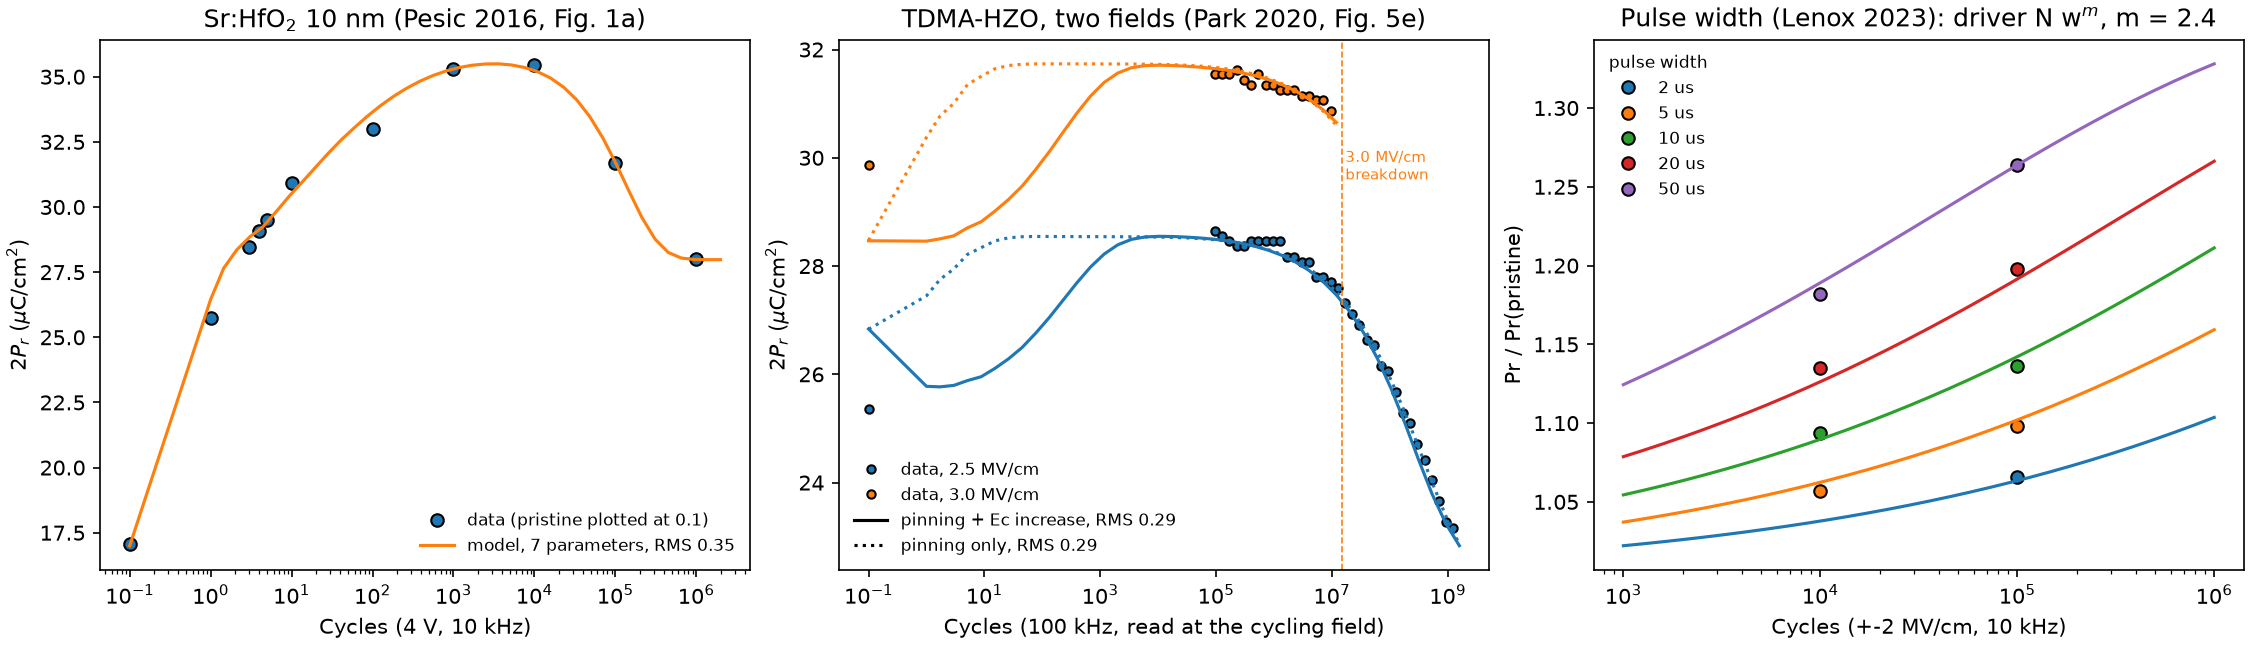 Sr:HfO₂ 10 nm (Pesic 2016, Fig. 1a)
35.0
32.5
30.0
27.5
25.0
22.5
20.0
17.5
2Pᵣ (μC/cm²)
data (pristine plotted at 0.1)
model, 7 parameters, RMS 0.35
10⁻¹ 10⁰ 10¹ 10² 10³ 10⁴ 10⁵ 10⁶
Cycles (4 V, 10 kHz)
TDMA-HZO, two fields (Park 2020, Fig. 5e)
32
30
28
26
24
2Pᵣ (μC/cm²)
3.0 MV/cm
breakdown
data, 2.5 MV/cm
data, 3.0 MV/cm
pinning + Ec increase, RMS 0.29
pinning only, RMS 0.29
10⁻¹ 10¹ 10³ 10⁵ 10⁷ 10⁹
Cycles (100 kHz, read at the cycling field)
Pulse width (Lenox 2023): driver N wᵐ, m = 2.4
1.30
1.25
1.20
1.15
1.10
1.05
Pr / Pr(pristine)
pulse width
2 us
5 us
10 us
20 us
50 us
10³ 10⁴ 10⁵ 10⁶
Cycles (+-2 MV/cm, 10 kHz)